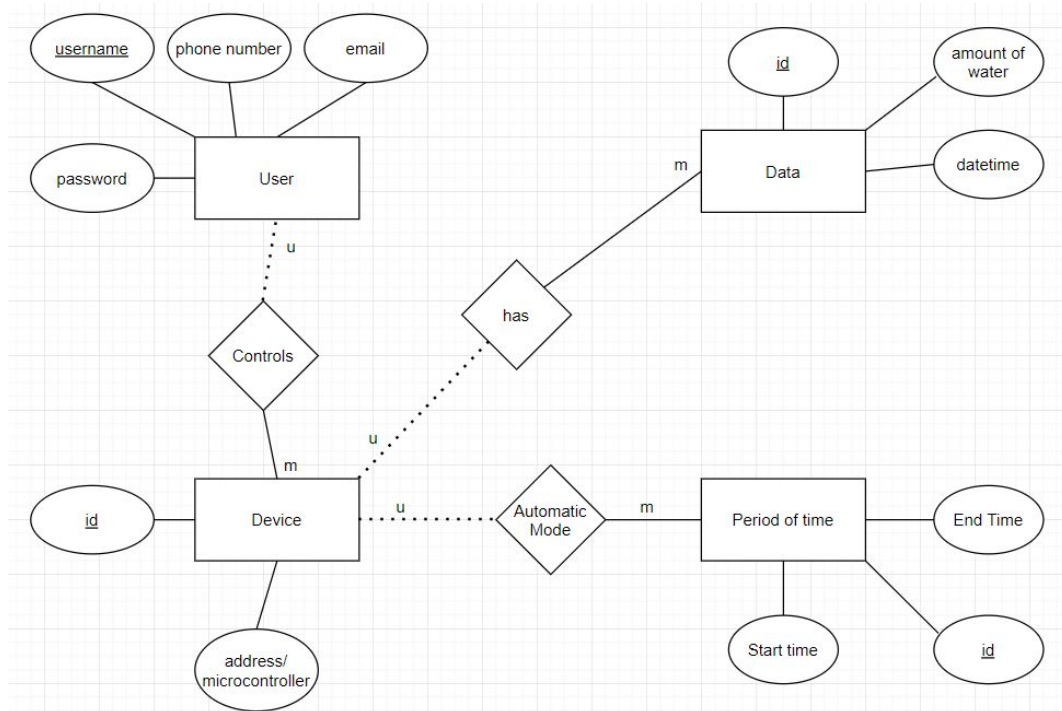 username
phone number
email
id
amount of
water
password
User
m
Data
datetime
u
has
Controls
u
m
id
Device
u
Automatic
Mode
m
Period of time
End Time
address/
microcontroller
Start time
id